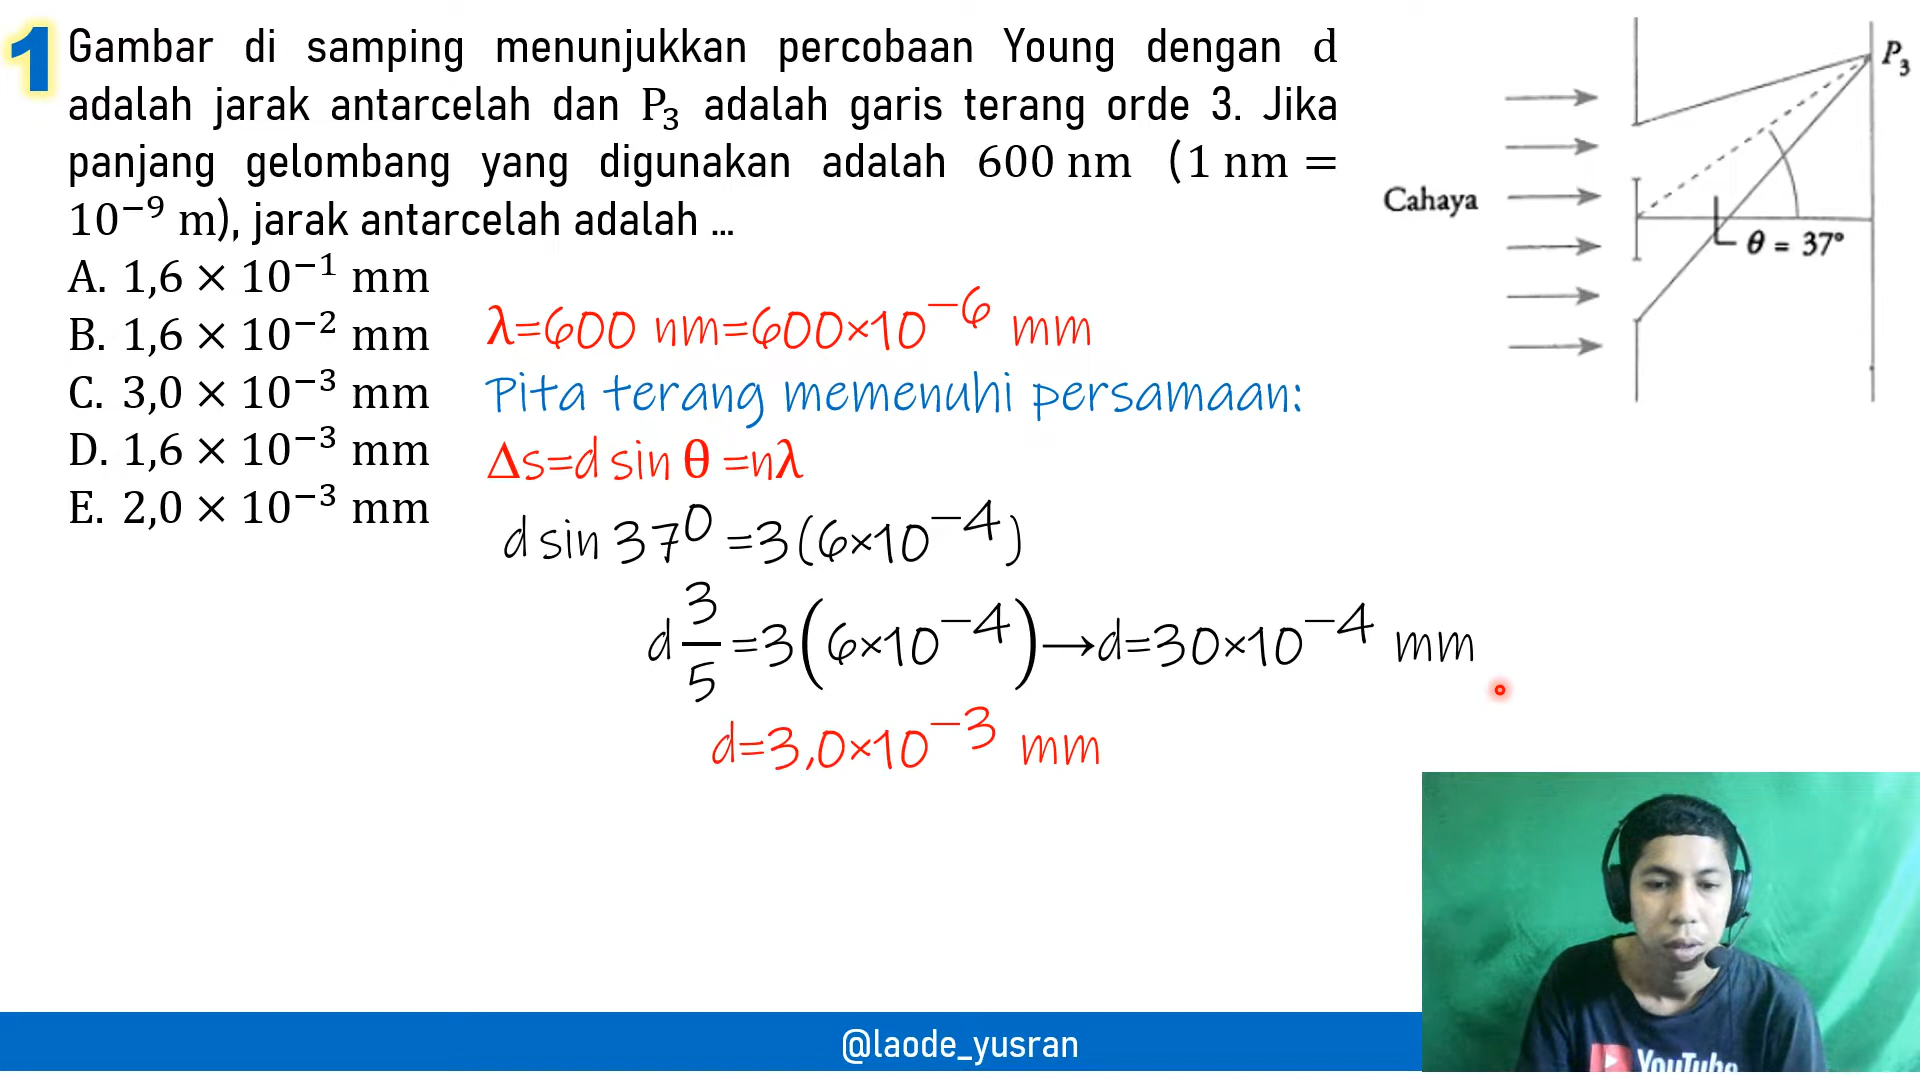 1
Gambar di samping menunjukkan percobaan Young dengan d
adalah jarak antarcelah dan P₃ adalah garis terang orde 3. Jika
panjang gelombang yang digunakan adalah 600 nm (1 nm =
10⁻⁹ m), jarak antarcelah adalah ...
A. 1,6 × 10⁻¹ mm
B. 1,6 × 10⁻² mm
C. 3,0 × 10⁻³ mm
D. 1,6 × 10⁻³ mm
E. 2,0 × 10⁻³ mm
λ=600 nm=600×10⁻⁶ mm
Pita terang memenuhi persamaan:
Δs=d sin θ =nλ
d sin 37⁰ =3(6×10⁻⁴)
d 3/5 =3(6×10⁻⁴)→d=30×10⁻⁴ mm
d=3,0×10⁻³ mm
P₃
Cahaya
θ = 37°
@laode_yusran
YouTube